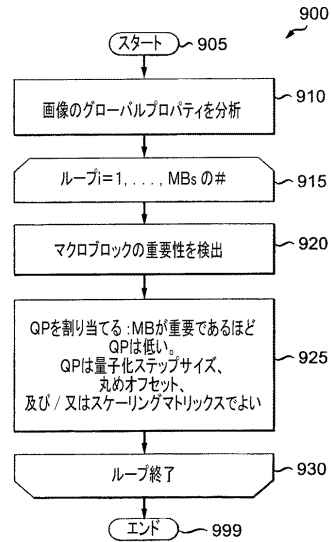 900
スタート 905
画像のグローバルプロパティを分析 910
ループi=1,...., MBs の# 915
マクロブロックの重要性を検出 920
QPを割り当てる:MBが重要であるほど
QPは低い。
QPは量子化ステップサイズ、
丸めオフセット、
及び/又はスケーリングマトリックスでよい
925
ループ終了 930
エンド 999